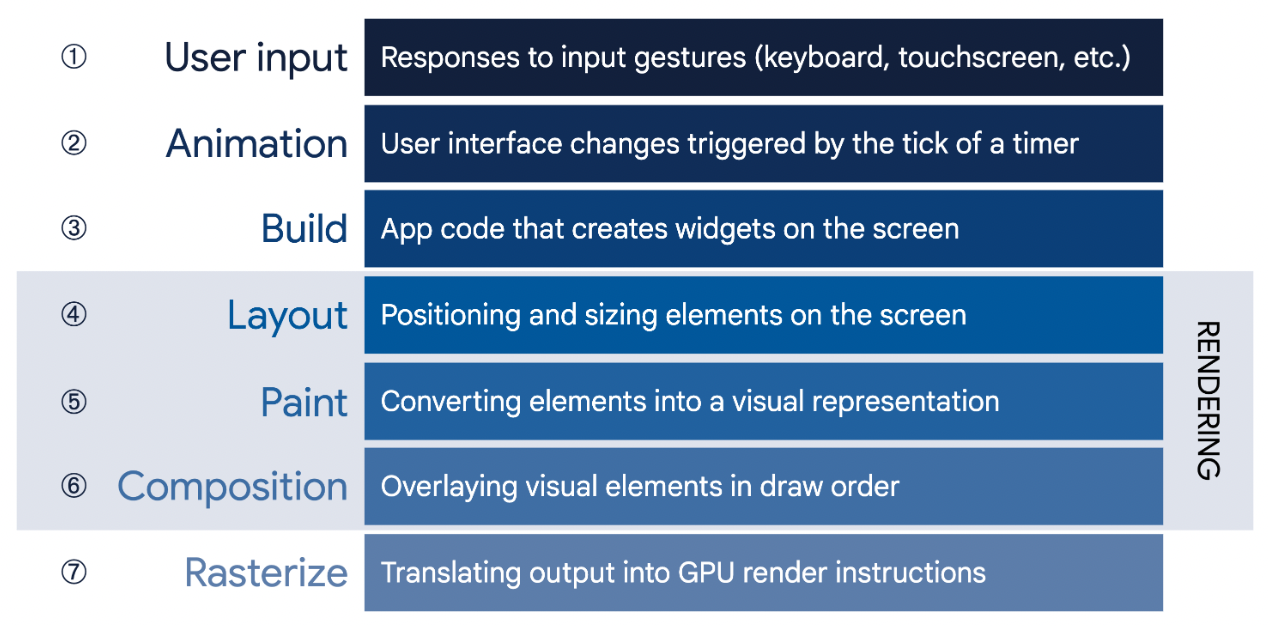 ① User input Responses to input gestures (keyboard, touchscreen, etc.)
② Animation User interface changes triggered by the tick of a timer
③ Build App code that creates widgets on the screen
④ Layout Positioning and sizing elements on the screen
⑤ Paint Converting elements into a visual representation
⑥ Composition Overlaying visual elements in draw order
⑦ Rasterize Translating output into GPU render instructions
RENDERING